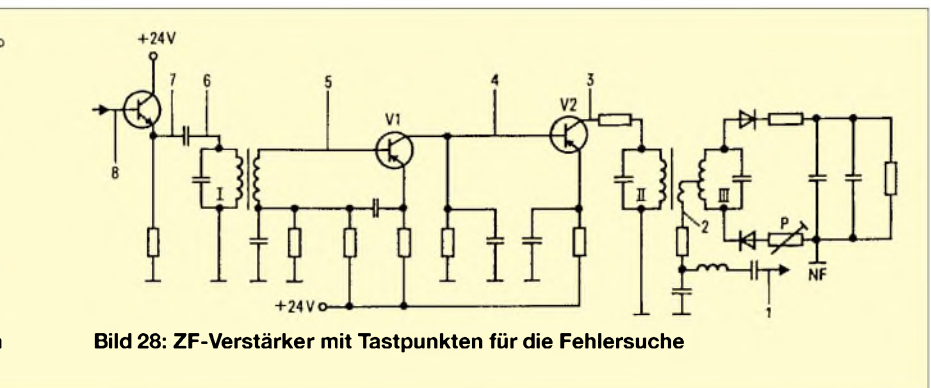 +24V
7
6
5
4
3
V1
V2
8
I
II
III
2
P
NF
+24V
1
Bild 28: ZF-Verstärker mit Tastpunkten für die Fehlersuche